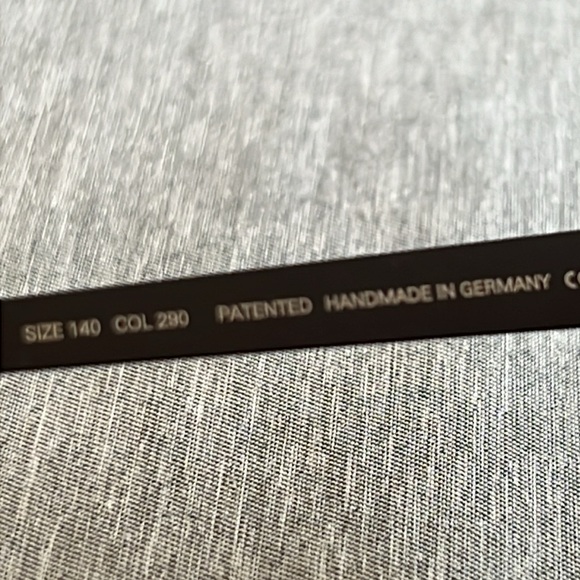 SIZE 140 COL 290 PATENTED HANDMADE IN GERMANY